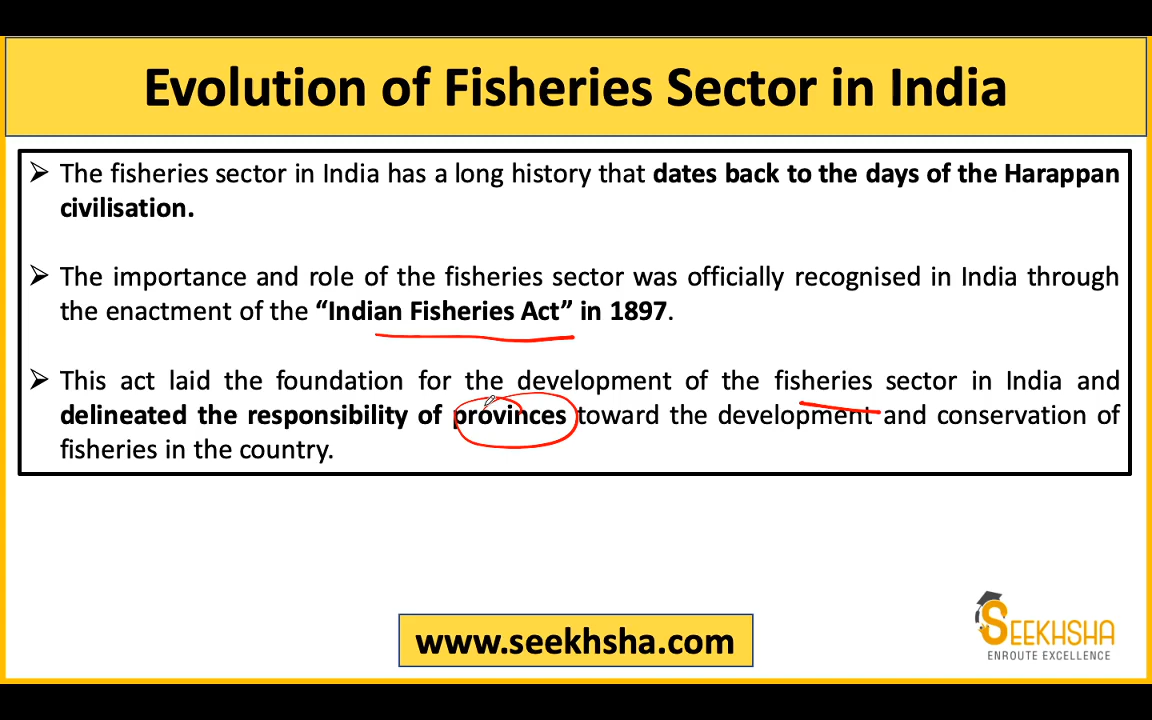 Evolution of Fisheries Sector in India
➢ The fisheries sector in India has a long history that dates back to the days of the Harappan
civilisation.
➢ The importance and role of the fisheries sector was officially recognised in India through
the enactment of the “Indian Fisheries Act” in 1897.
➢ This act laid the foundation for the development of the fisheries sector in India and
delineated the responsibility of provinces toward the development and conservation of
fisheries in the country.
www.seekhsha.com
SEEKHSHA
ENROUTE EXCELLENCE